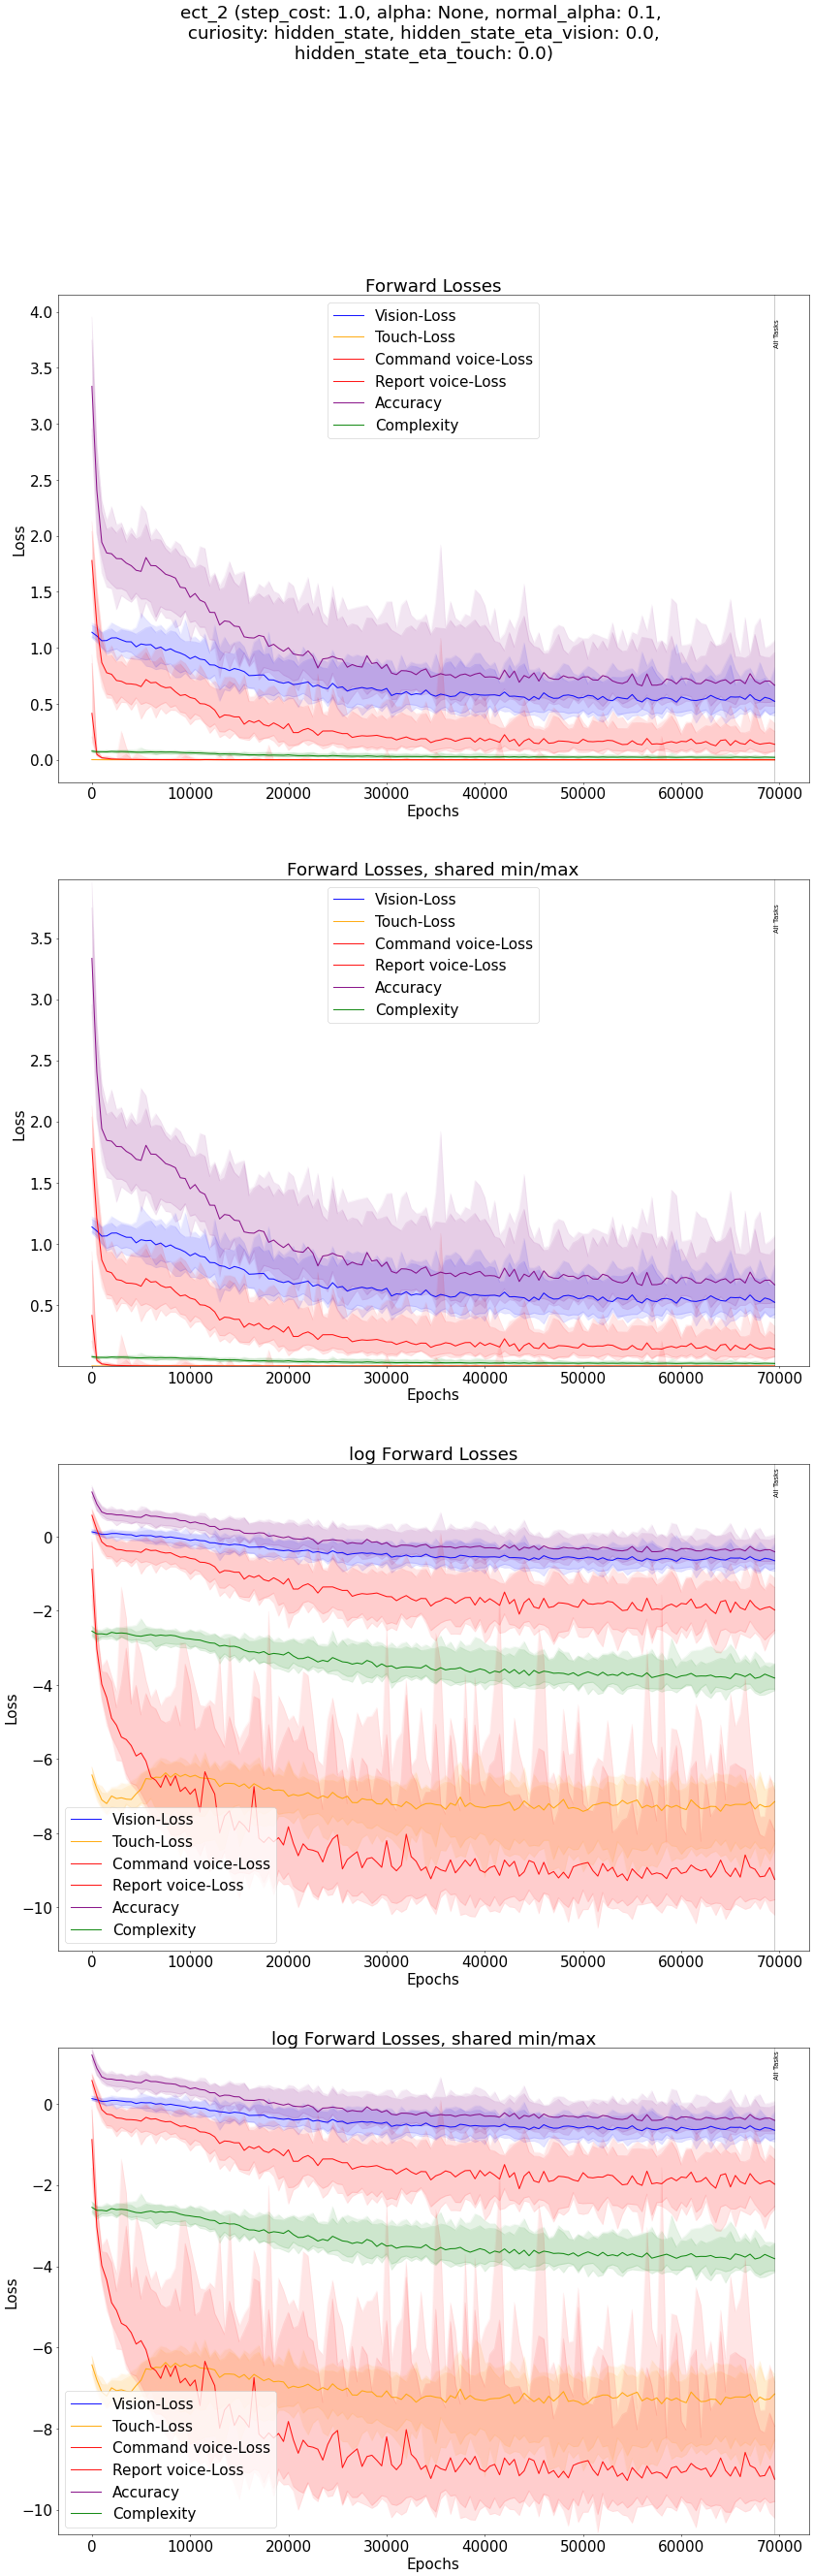 ect_2 (step_cost: 1.0, alpha: None, normal_alpha: 0.1,
curiosity: hidden_state, hidden_state_eta_vision: 0.0,
hidden_state_eta_touch: 0.0)
Forward Losses
4.0
3.5
3.0
2.5
2.0
1.5
1.0
0.5
0.0
Loss
Vision-Loss
Touch-Loss
Command voice-Loss
Report voice-Loss
Accuracy
Complexity
All Tasks
0 10000 20000 30000 40000 50000 60000 70000
Epochs
Forward Losses, shared min/max
3.5
3.0
2.5
2.0
1.5
1.0
0.5
Loss
Vision-Loss
Touch-Loss
Command voice-Loss
Report voice-Loss
Accuracy
Complexity
All Tasks
0 10000 20000 30000 40000 50000 60000 70000
Epochs
log Forward Losses
0
−2
−4
−6
−8
−10
Loss
All Tasks
Vision-Loss
Touch-Loss
Command voice-Loss
Report voice-Loss
Accuracy
Complexity
0 10000 20000 30000 40000 50000 60000 70000
Epochs
log Forward Losses, shared min/max
0
−2
−4
−6
−8
−10
Loss
All Tasks
Vision-Loss
Touch-Loss
Command voice-Loss
Report voice-Loss
Accuracy
Complexity
0 10000 20000 30000 40000 50000 60000 70000
Epochs